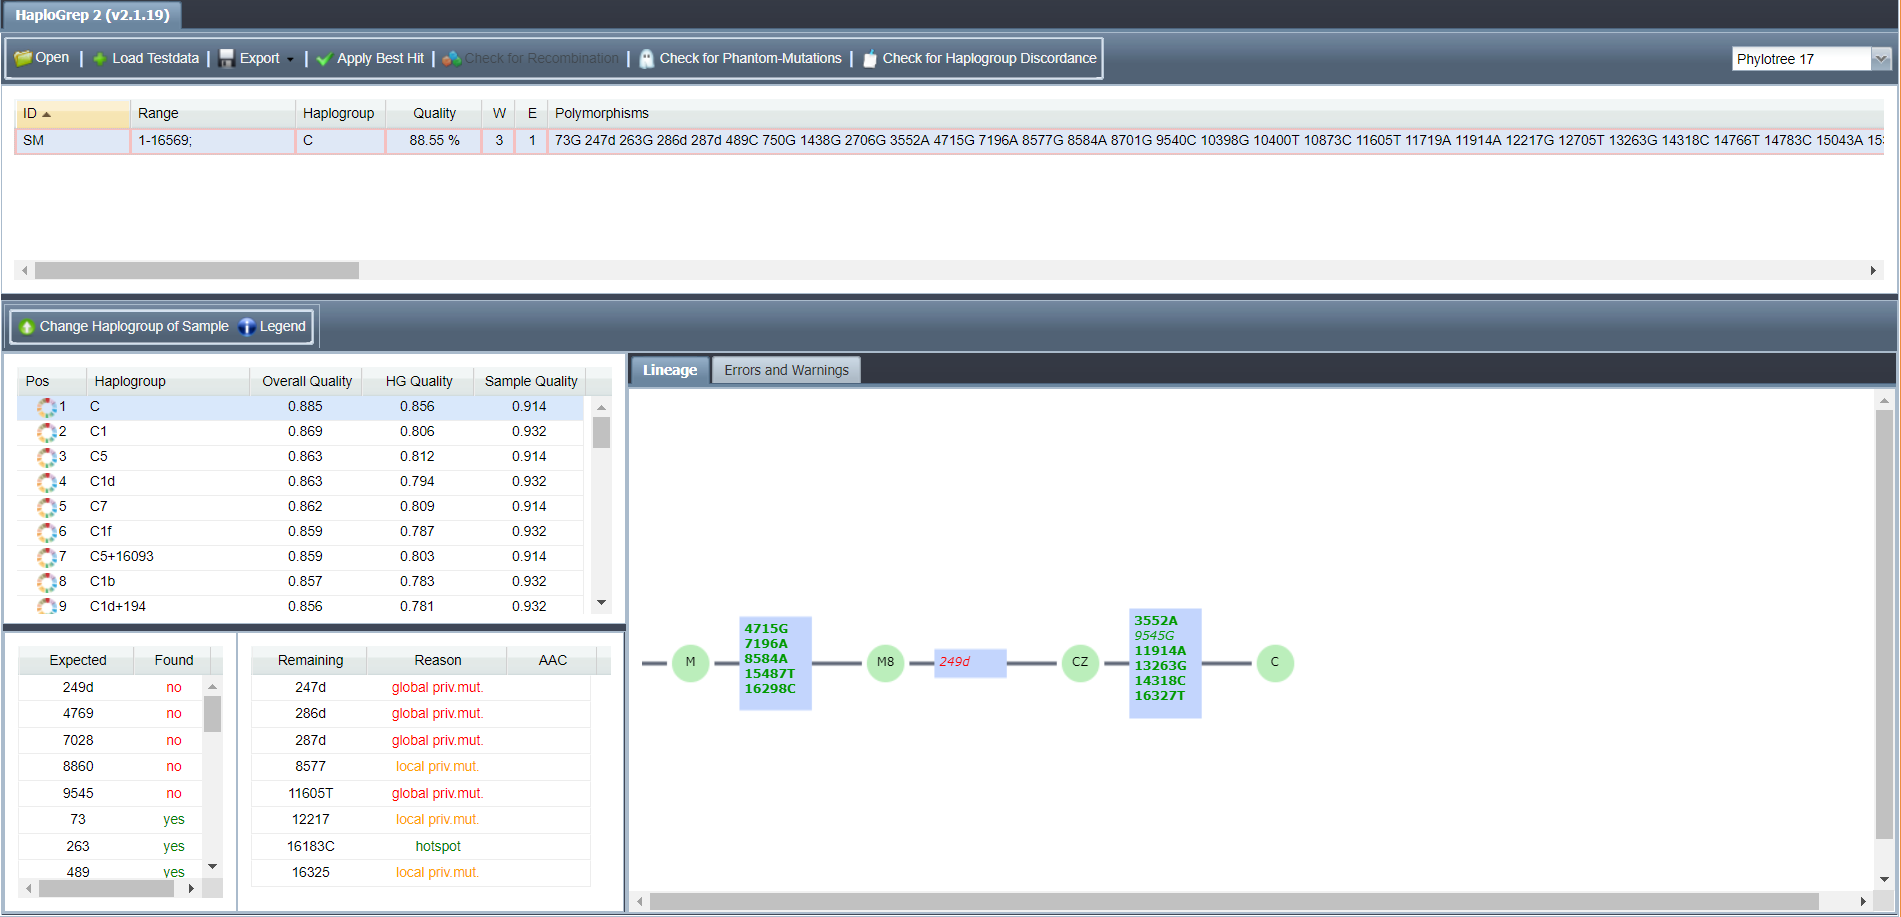 HaploGrep 2 (v2.1.19)
Open | Load Testdata | Export | Apply Best Hit | Check for Recombination | Check for Phantom-Mutations | Check for Haplogroup Discordance
Phylotree 17
ID Range Haplogroup Quality W E Polymorphisms
SM 1-16569; C 88.55 % 3 1 73G 247d 263G 286d 287d 489C 750G 1438G 2706G 3552A 4715G 7196A 8577G 8584A 8701G 9540C 10398G 10400T 10873C 11605T 11719A 11914A 12217G 12705T 13263G 14318C 14766T 14783C 15043A
Change Haplogroup of Sample Legend
Pos Haplogroup Overall Quality HG Quality Sample Quality
1 C 0.885 0.856 0.914
2 C1 0.869 0.806 0.932
3 C5 0.863 0.812 0.914
4 C1d 0.863 0.794 0.932
5 C7 0.862 0.809 0.914
6 C1f 0.859 0.787 0.932
7 C5+16093 0.859 0.803 0.914
8 C1b 0.857 0.783 0.932
9 C1d+194 0.856 0.781 0.932
Expected Found
249d no
4769 no
7028 no
8860 no
9545 no
73 yes
263 yes
489 yes
Remaining Reason AAC
247d global priv.mut.
286d global priv.mut.
287d global priv.mut.
8577 local priv.mut.
11605T global priv.mut.
12217 local priv.mut.
16183C hotspot
16325 local priv.mut.
Lineage Errors and Warnings
M
4715G
7196A
8584A
15487T
16298C
M8
249d
CZ
3552A
9545G
11914A
13263G
14318C
16327T
C